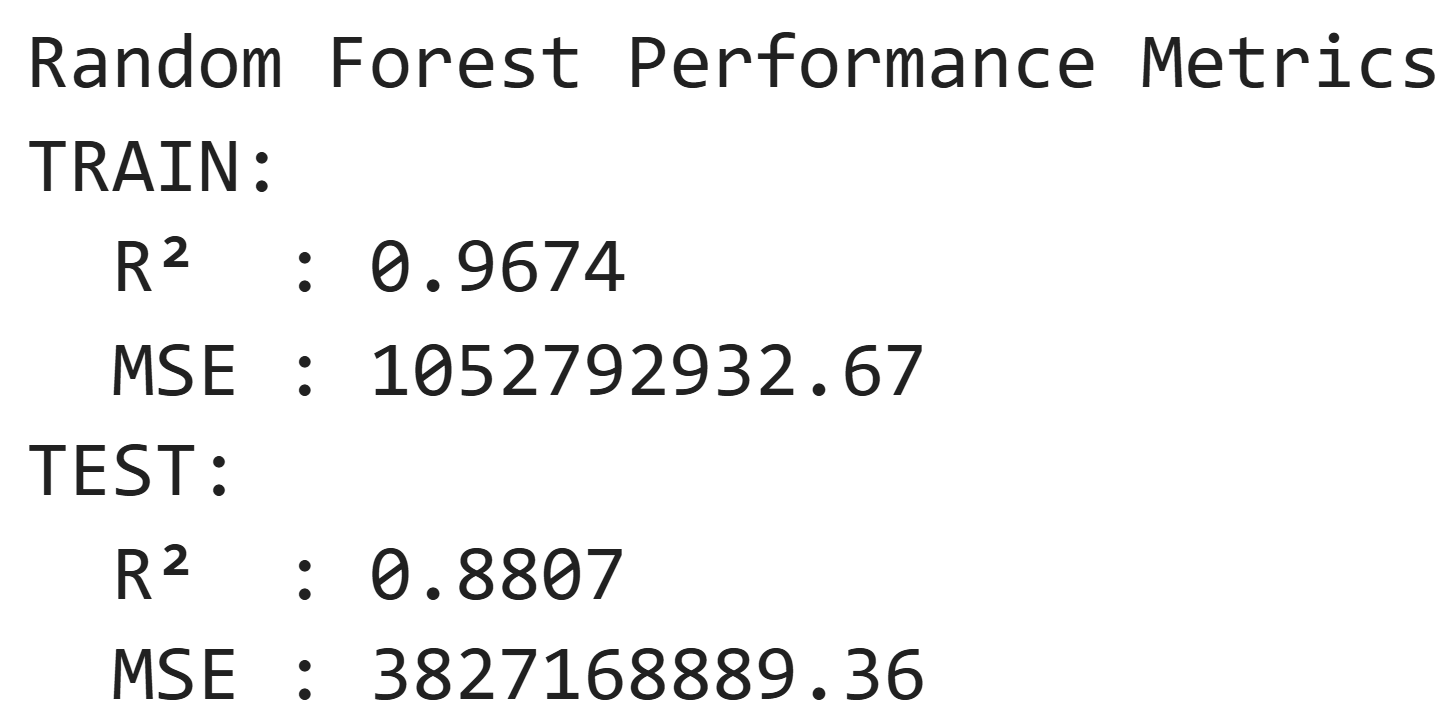 Random Forest Performance Metrics
TRAIN:
  R²  : 0.9674
  MSE : 1052792932.67
TEST:
  R²  : 0.8807
  MSE : 3827168889.36